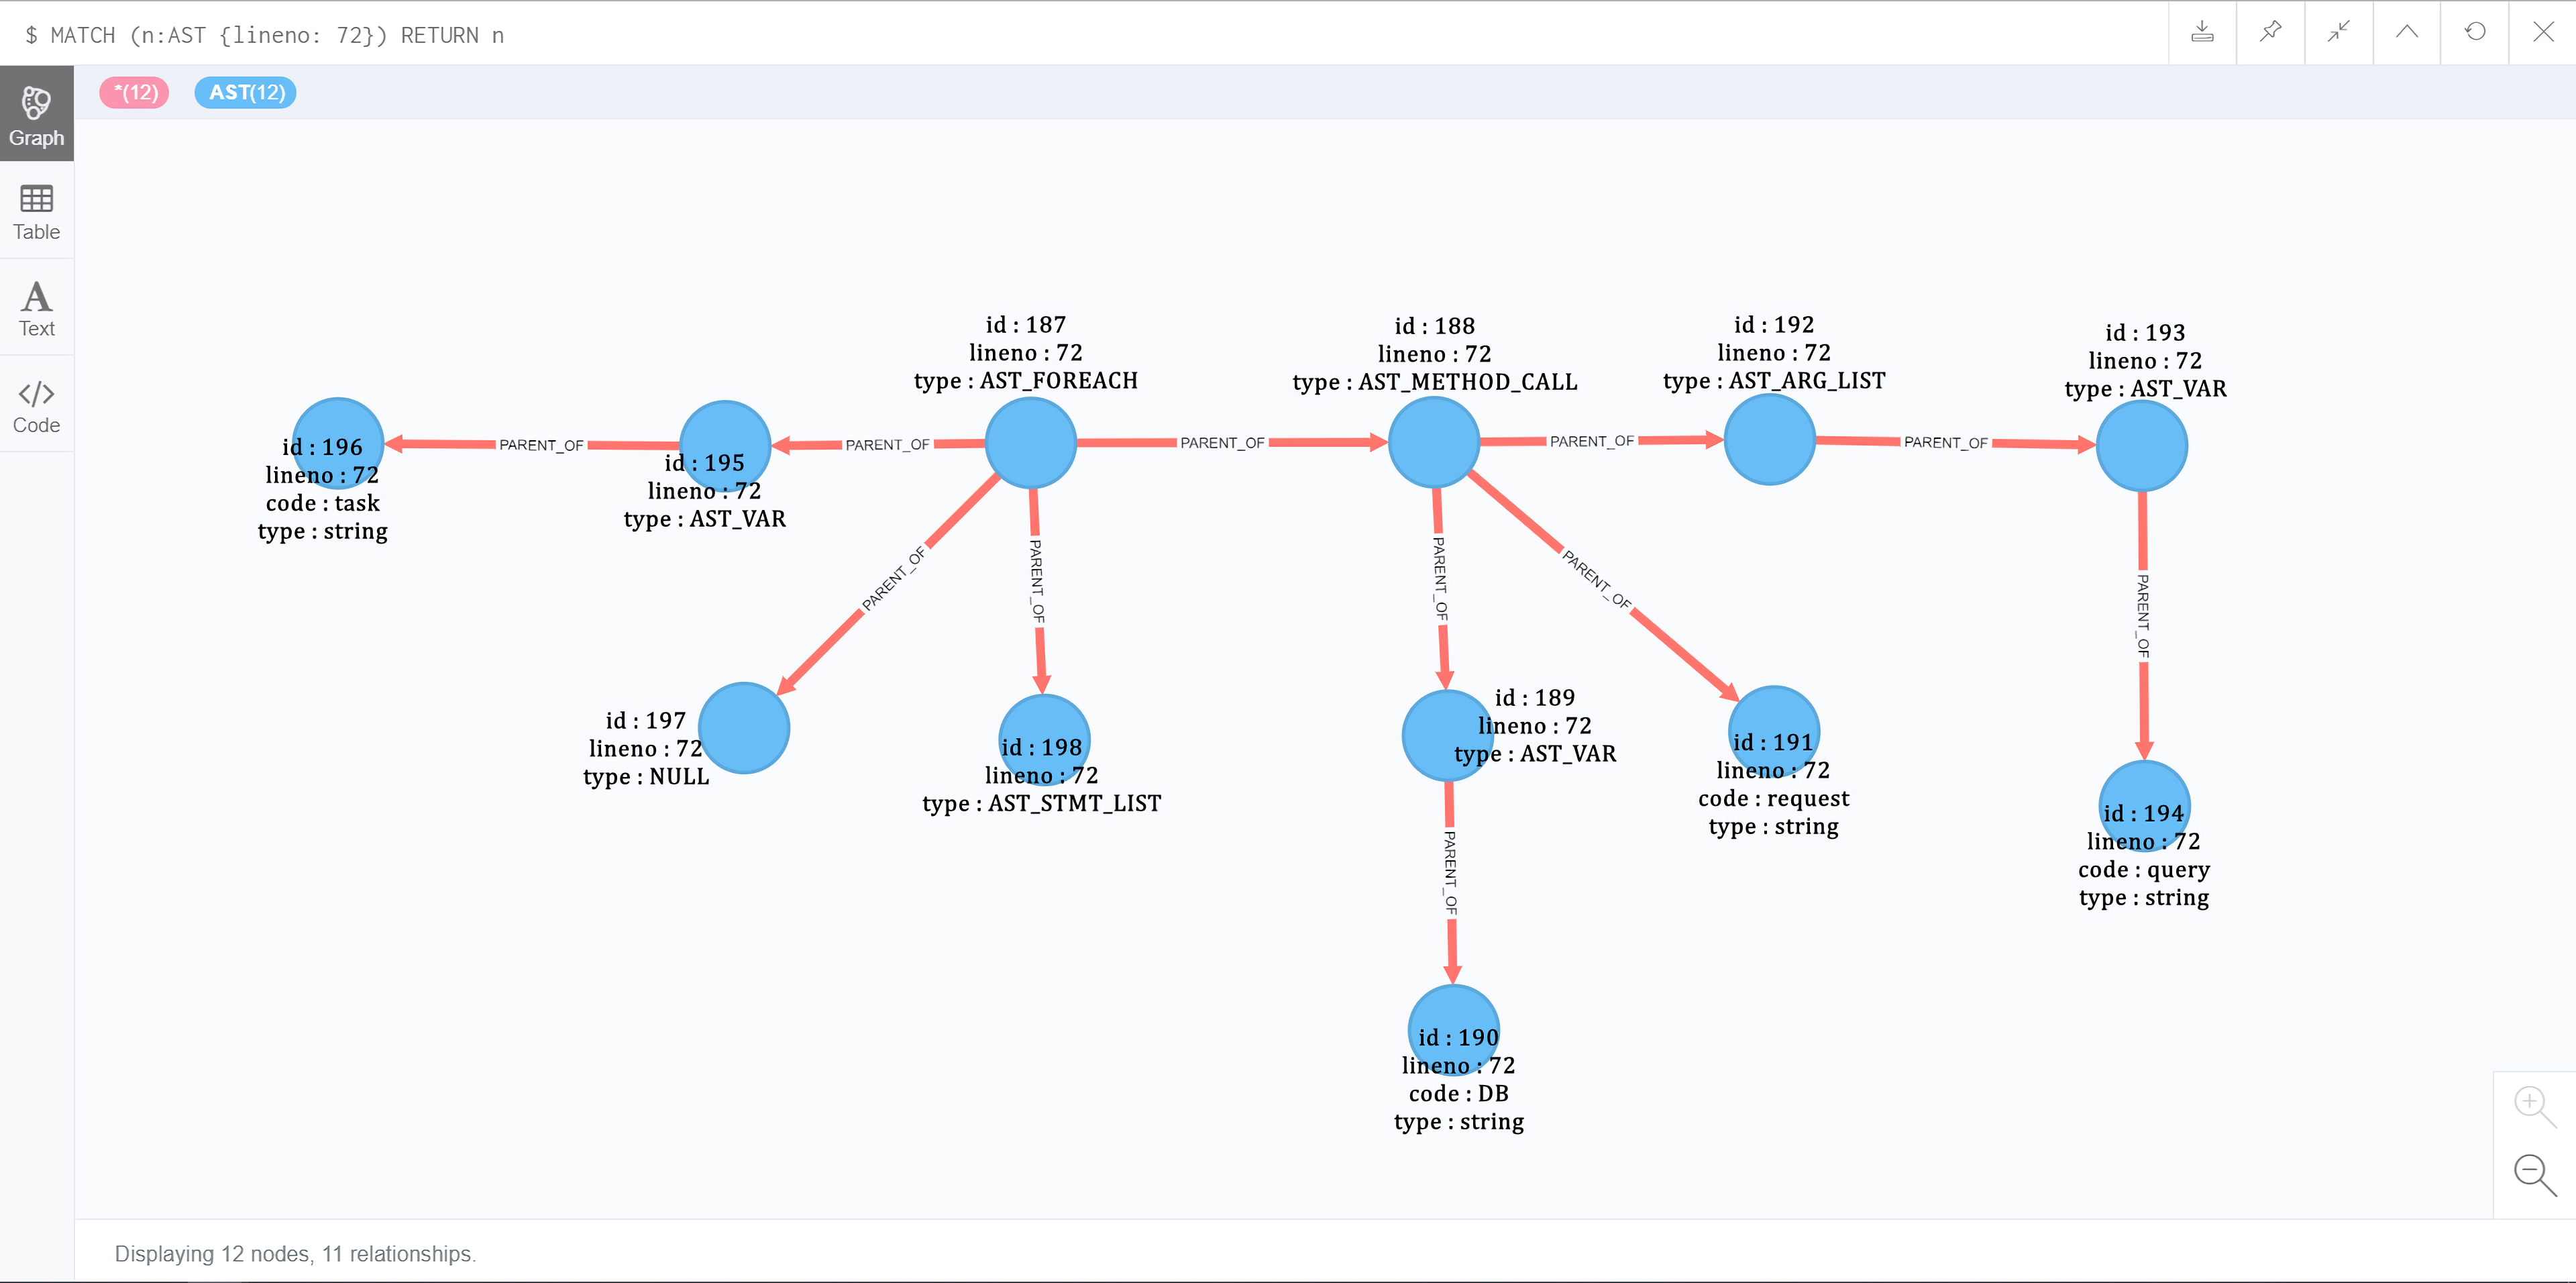 $ MATCH (n:AST {lineno: 72}) RETURN n
*(12) AST(12)
Graph
Table
Text
Code
id : 187
lineno : 72
type : AST_FOREACH
id : 188
lineno : 72
type : AST_METHOD_CALL
id : 192
lineno : 72
type : AST_ARG_LIST
id : 193
lineno : 72
type : AST_VAR
id : 196
lineno : 72
code : task
type : string
PARENT_OF
id : 195
lineno : 72
type : AST_VAR
PARENT_OF
PARENT_OF
PARENT_OF
PARENT_OF
PARENT_OF
PARENT_OF
PARENT_OF
PARENT_OF
PARENT_OF
id : 197
lineno : 72
type : NULL
id : 198
lineno : 72
type : AST_STMT_LIST
id : 189
lineno : 72
type : AST_VAR
id : 191
lineno : 72
code : request
type : string
id : 194
lineno : 72
code : query
type : string
PARENT_OF
id : 190
lineno : 72
code : DB
type : string
Displaying 12 nodes, 11 relationships.